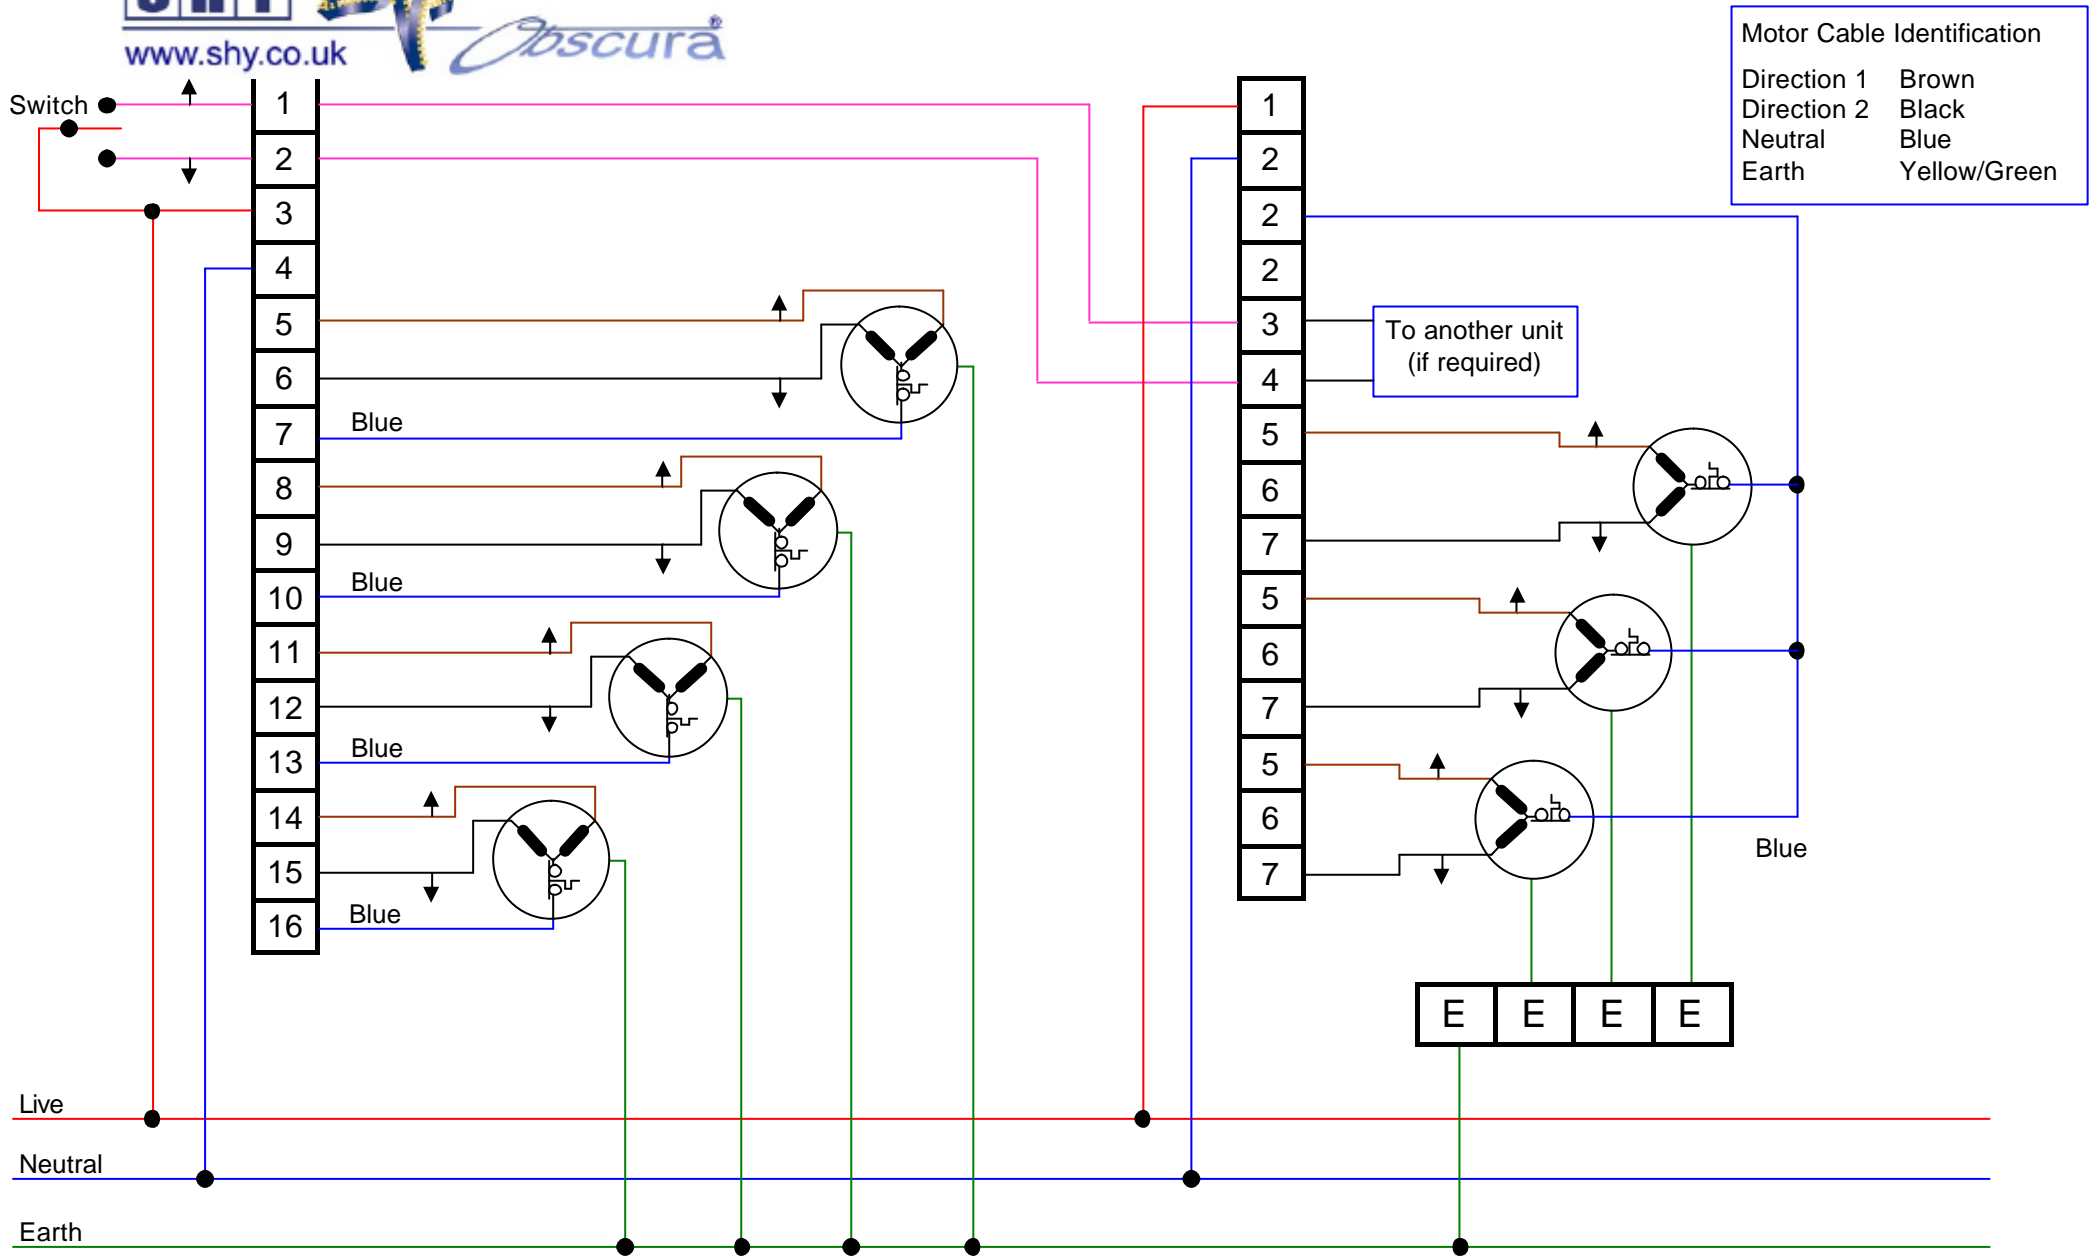 www.shy.co.uk
Obscura®
Motor Cable Identification
Direction 1 Brown
Direction 2 Black
Neutral Blue
Earth Yellow/Green
Switch
1
2
3
4
5
6
7
8
9
10
11
12
13
14
15
16
Blue
Blue
Blue
Blue
1
2
2
2
3
4
5
6
7
5
6
7
5
6
7
To another unit
(if required)
Blue
E E E E
Live
Neutral
Earth